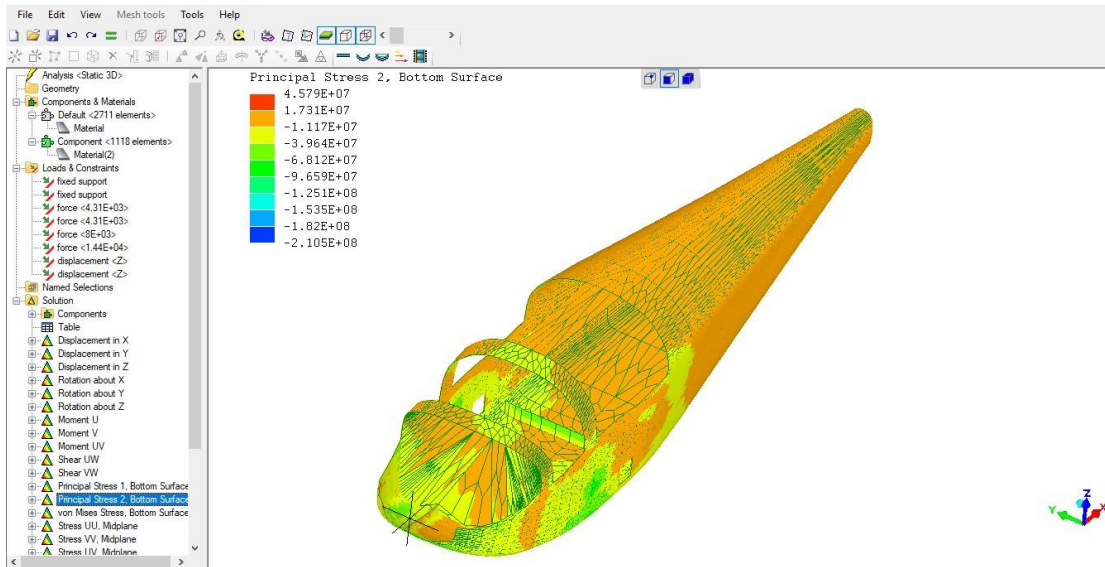 File Edit View Mesh tools Tools Help
Analysis <Static 3D>
Geometry
Components & Materials
Default <2711 elements>
Material
Component <1118 elements>
Material(2)
Loads & Constraints
fixed support
fixed support
force <4.31E+03>
force <4.31E+03>
force <8E+03>
force <1.44E+04>
displacement <Z>
displacement <Z>
Named Selections
Solution
Components
Table
Displacement in X
Displacement in Y
Displacement in Z
Rotation about X
Rotation about Y
Rotation about Z
Moment U
Moment V
Moment UV
Shear UW
Shear VW
Principal Stress 1, Bottom Surface
Principal Stress 2, Bottom Surface
von Mises Stress, Bottom Surface
Stress UU, Midplane
Stress VV, Midplane
Stress UV, Midplane
Principal Stress 2, Bottom Surface
4.579E+07
1.731E+07
-1.117E+07
-3.964E+07
-6.812E+07
-9.659E+07
-1.251E+08
-1.535E+08
-1.82E+08
-2.105E+08
Z
Y X